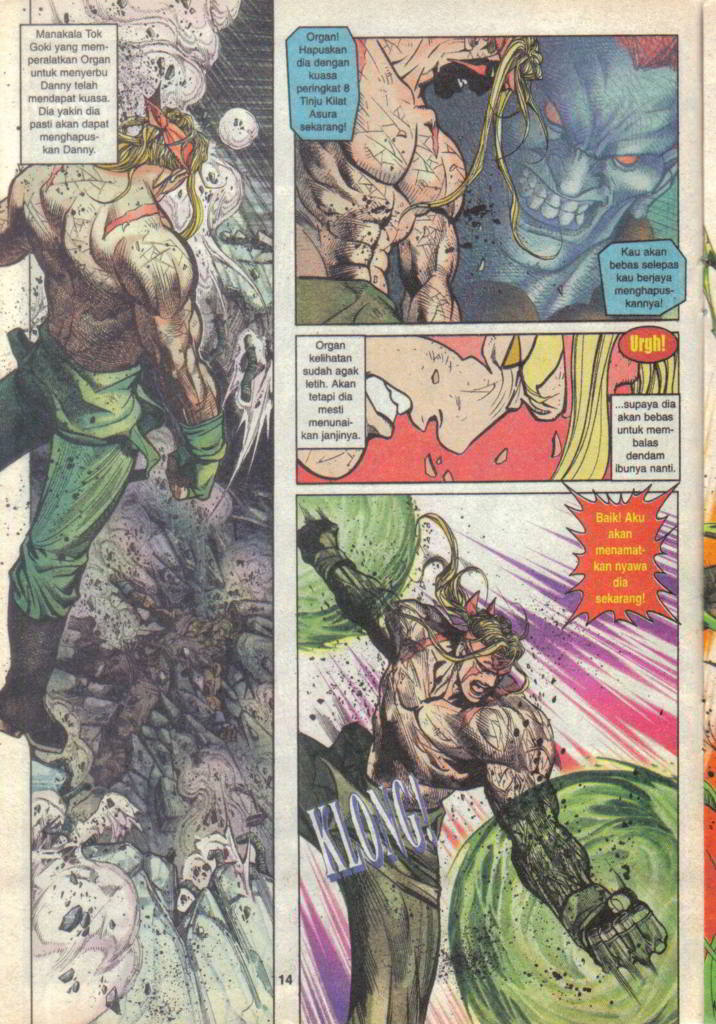 Manakala Tok
Goki yang mem-
peralatkan Organ
untuk menyerbu
Danny telah
mendapat kuasa.
Dia yakin dia
pasti akan dapat
menghapus-
kan Danny.
Organ!
Hapuskan
dia dengan
kuasa
peringkat 8
Tinju Kilat
Asura
sekarang!
Kau akan
bebas selepas
kau berjaya
menghapus-
kannya!
Organ
kelihatan
sudah agak
letih. Akan
tetapi dia
mesti
menunai-
kan janjinya.
Urgh!
...supaya dia
akan bebas
untuk mem-
balas
dendam
ibunya nanti.
Baik! Aku
akan
menamat-
kan nyawa
dia
sekarang!
KLONG!
14